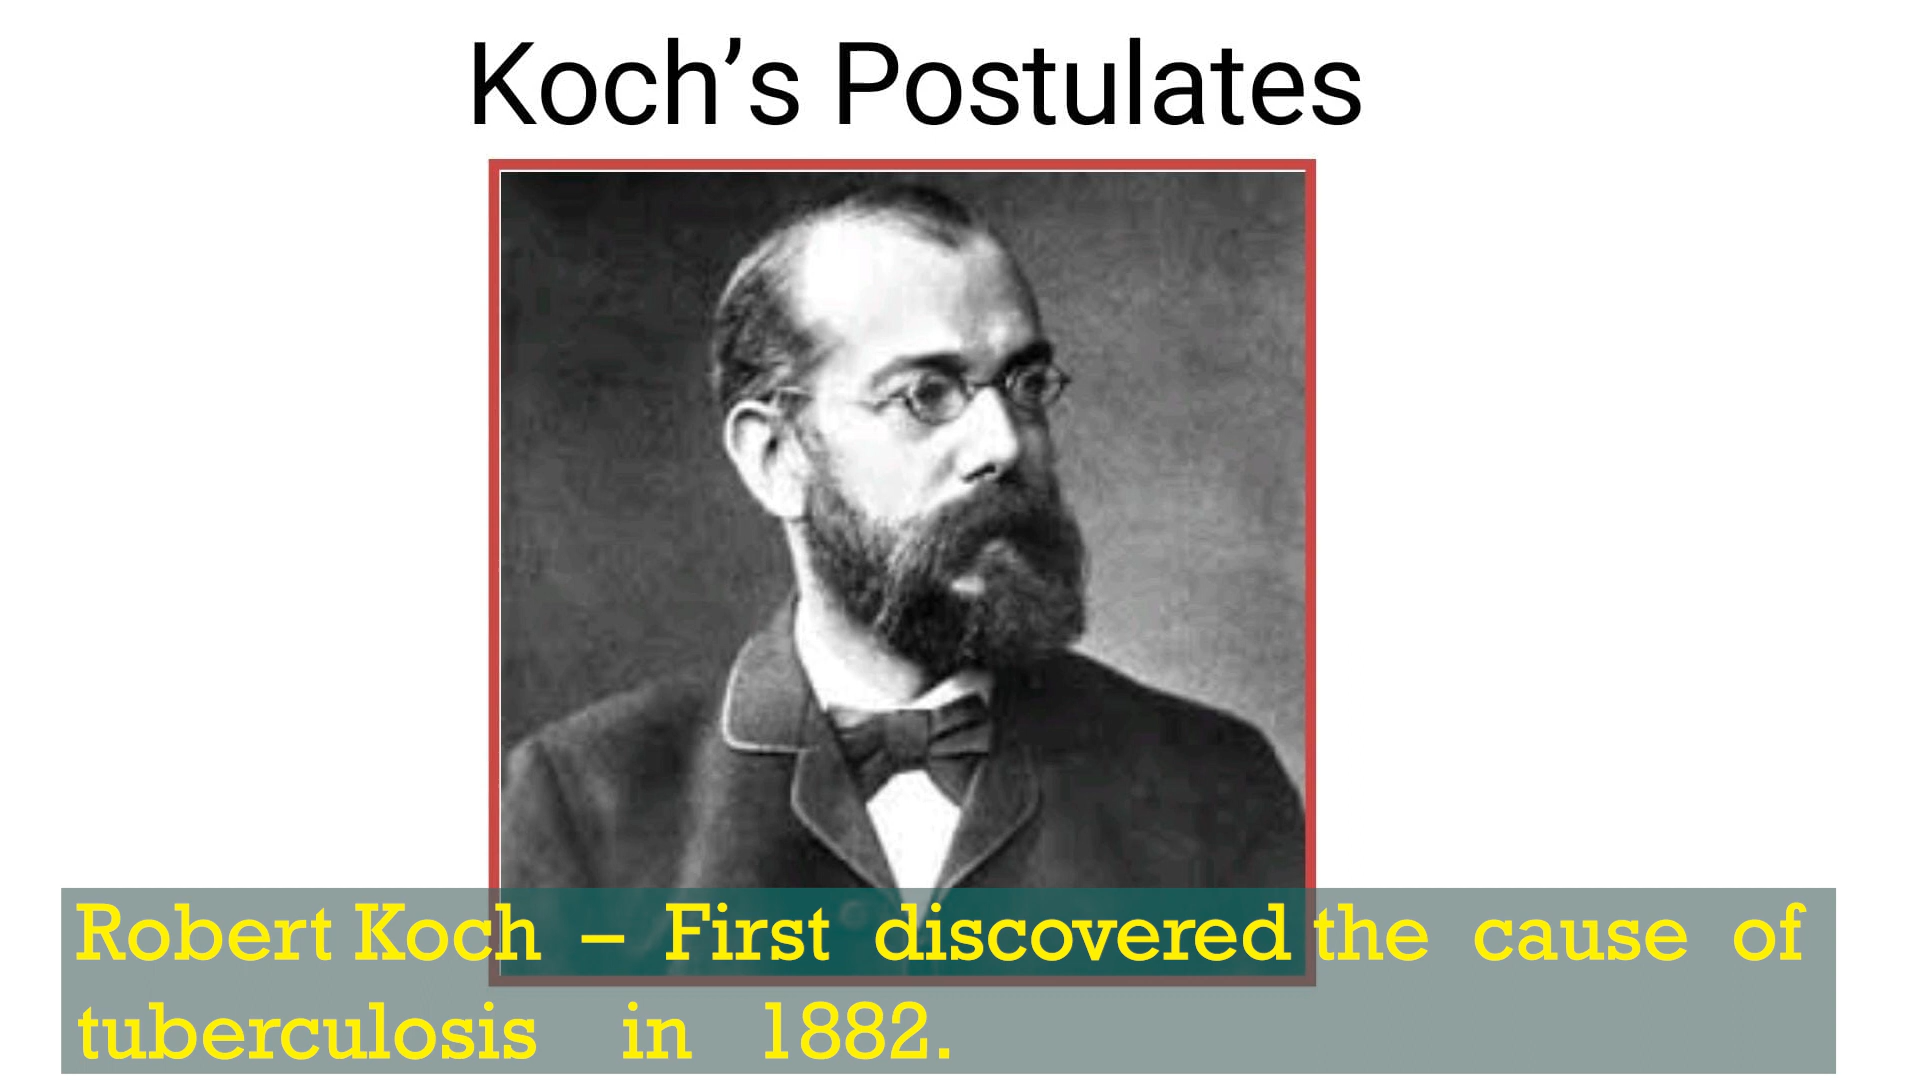 Koch’s Postulates
Robert Koch – First discovered the cause of
tuberculosis in 1882.